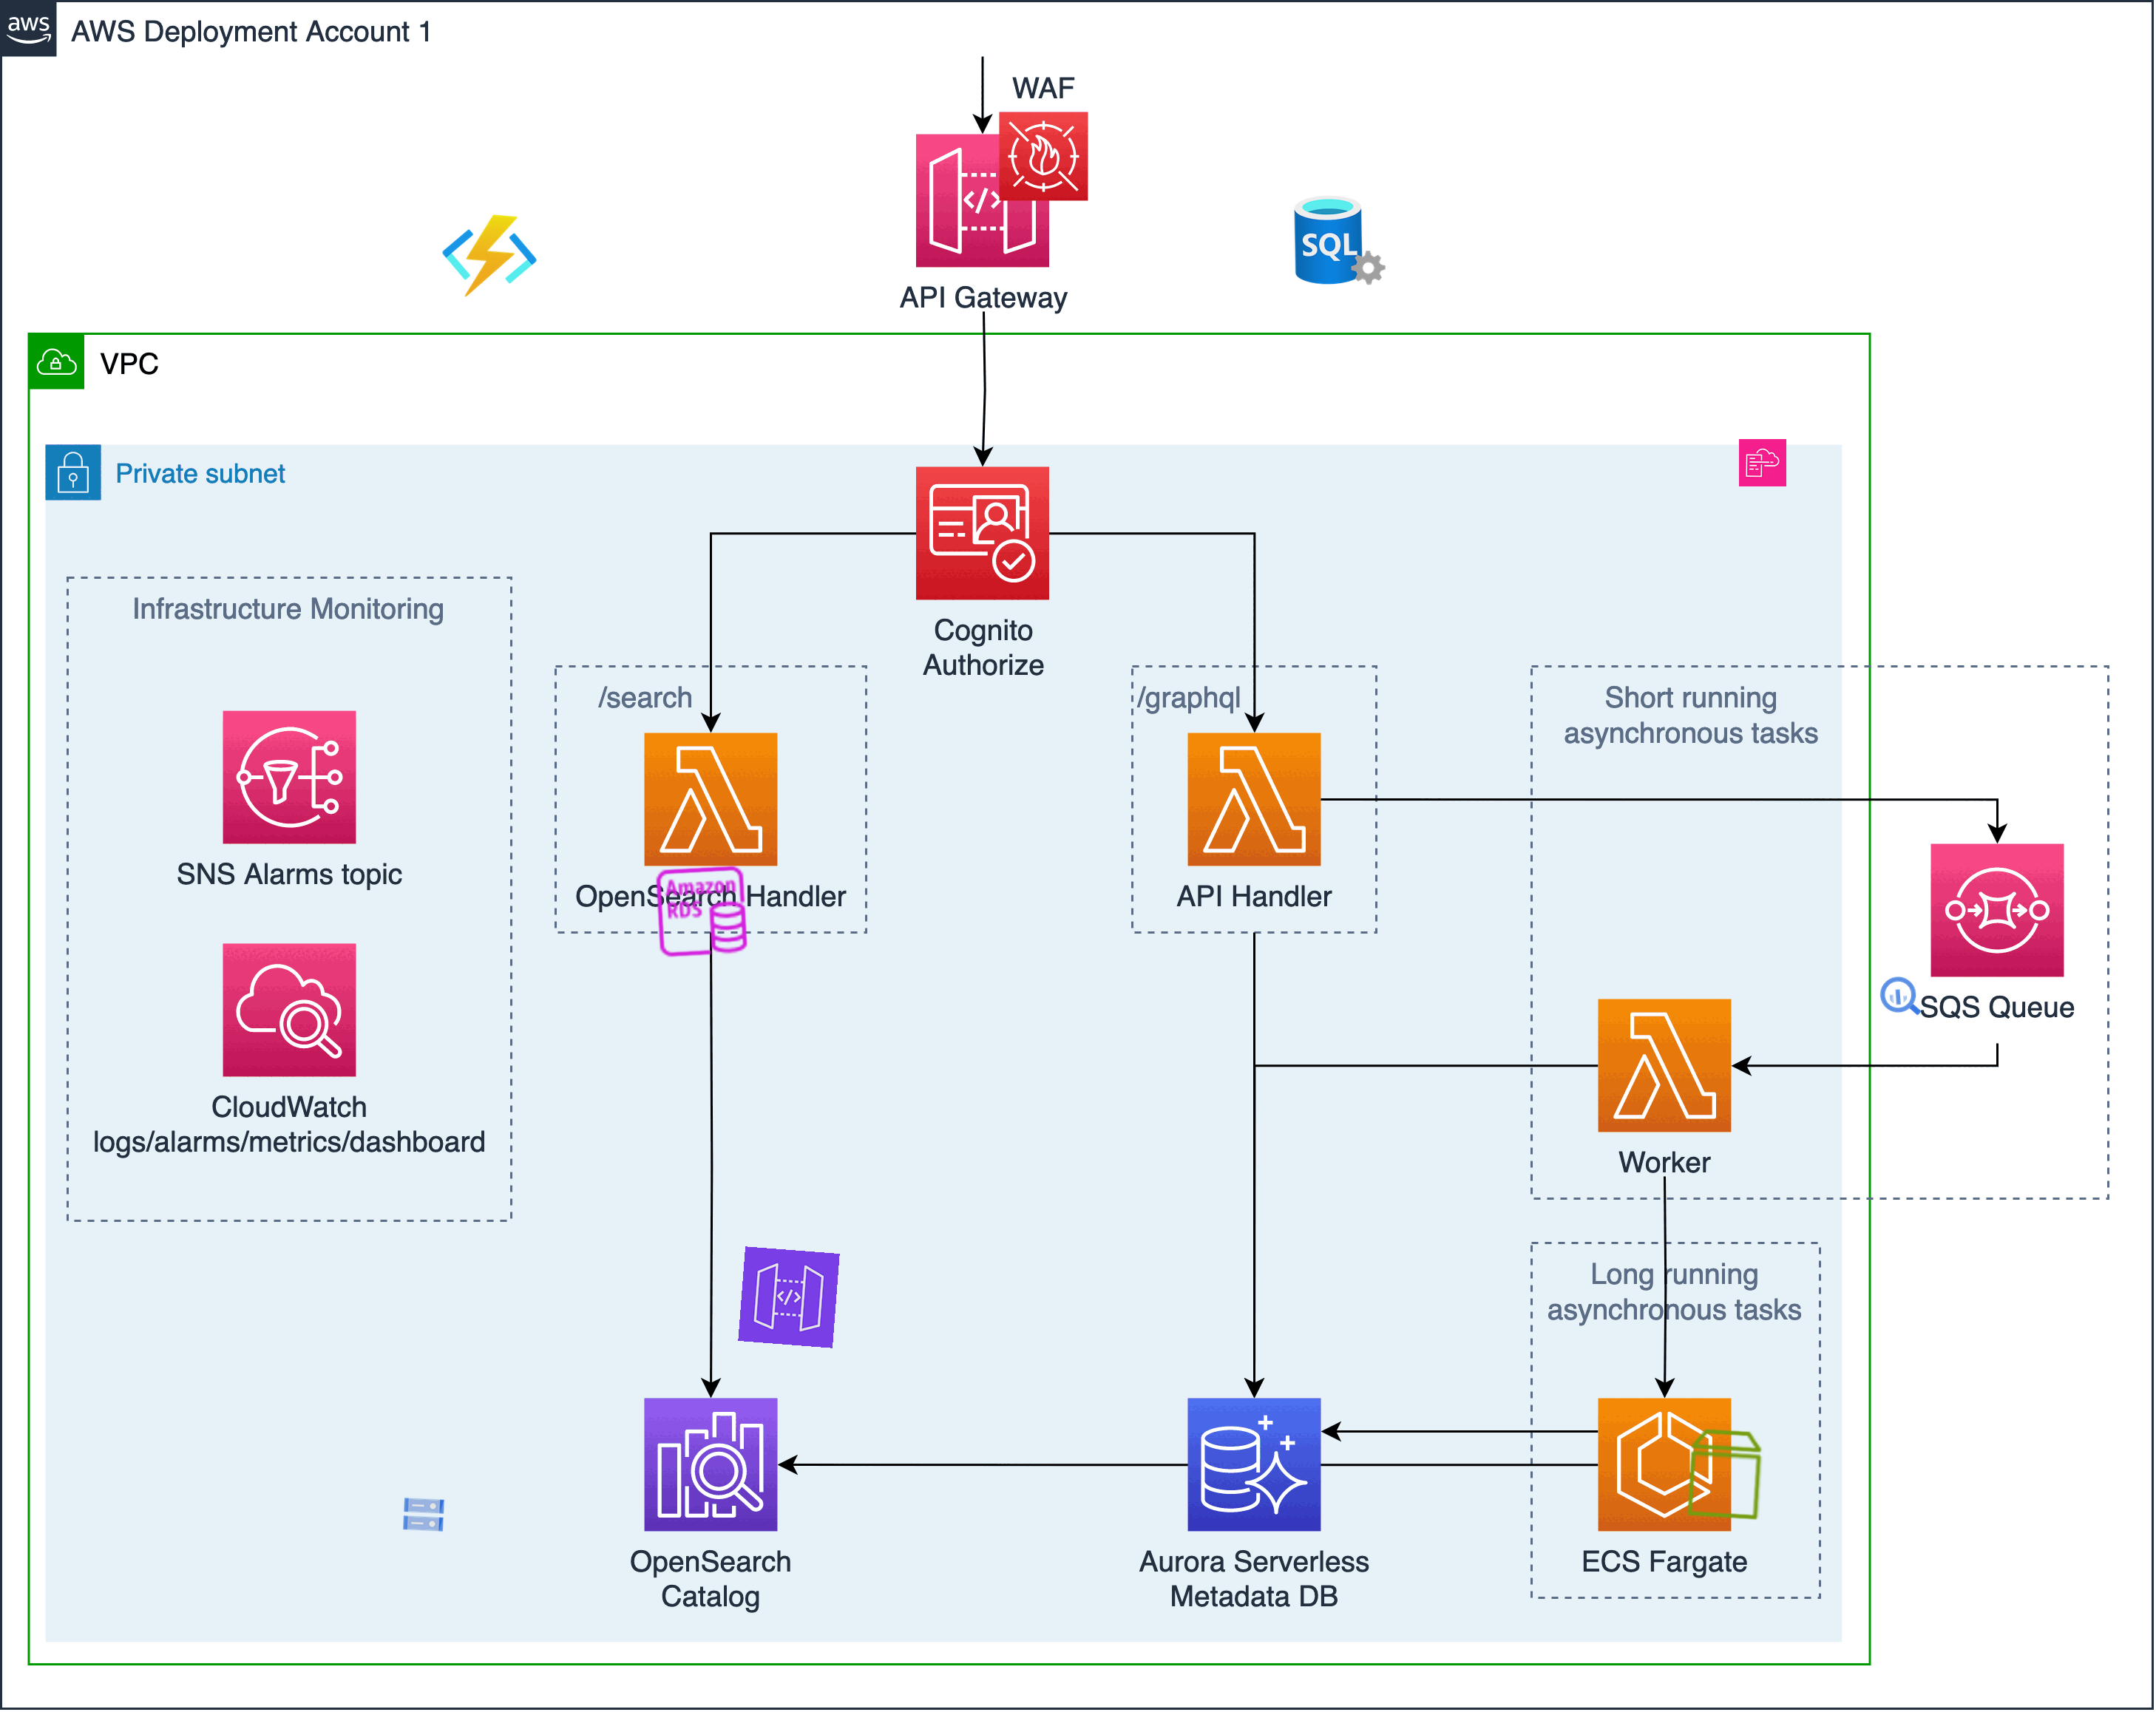 aws
AWS Deployment Account 1
WAF
</>
API Gateway
SQL
VPC
Private subnet
Cognito
Authorize
Infrastructure Monitoring
/search
/graphql
Short running
asynchronous tasks
SNS Alarms topic
OpenSearch Handler
Amazon
RDS
API Handler
SQS Queue
CloudWatch
logs/alarms/metrics/dashboard
Worker
Long running
asynchronous tasks
</>
OpenSearch
Catalog
Aurora Serverless
Metadata DB
ECS Fargate